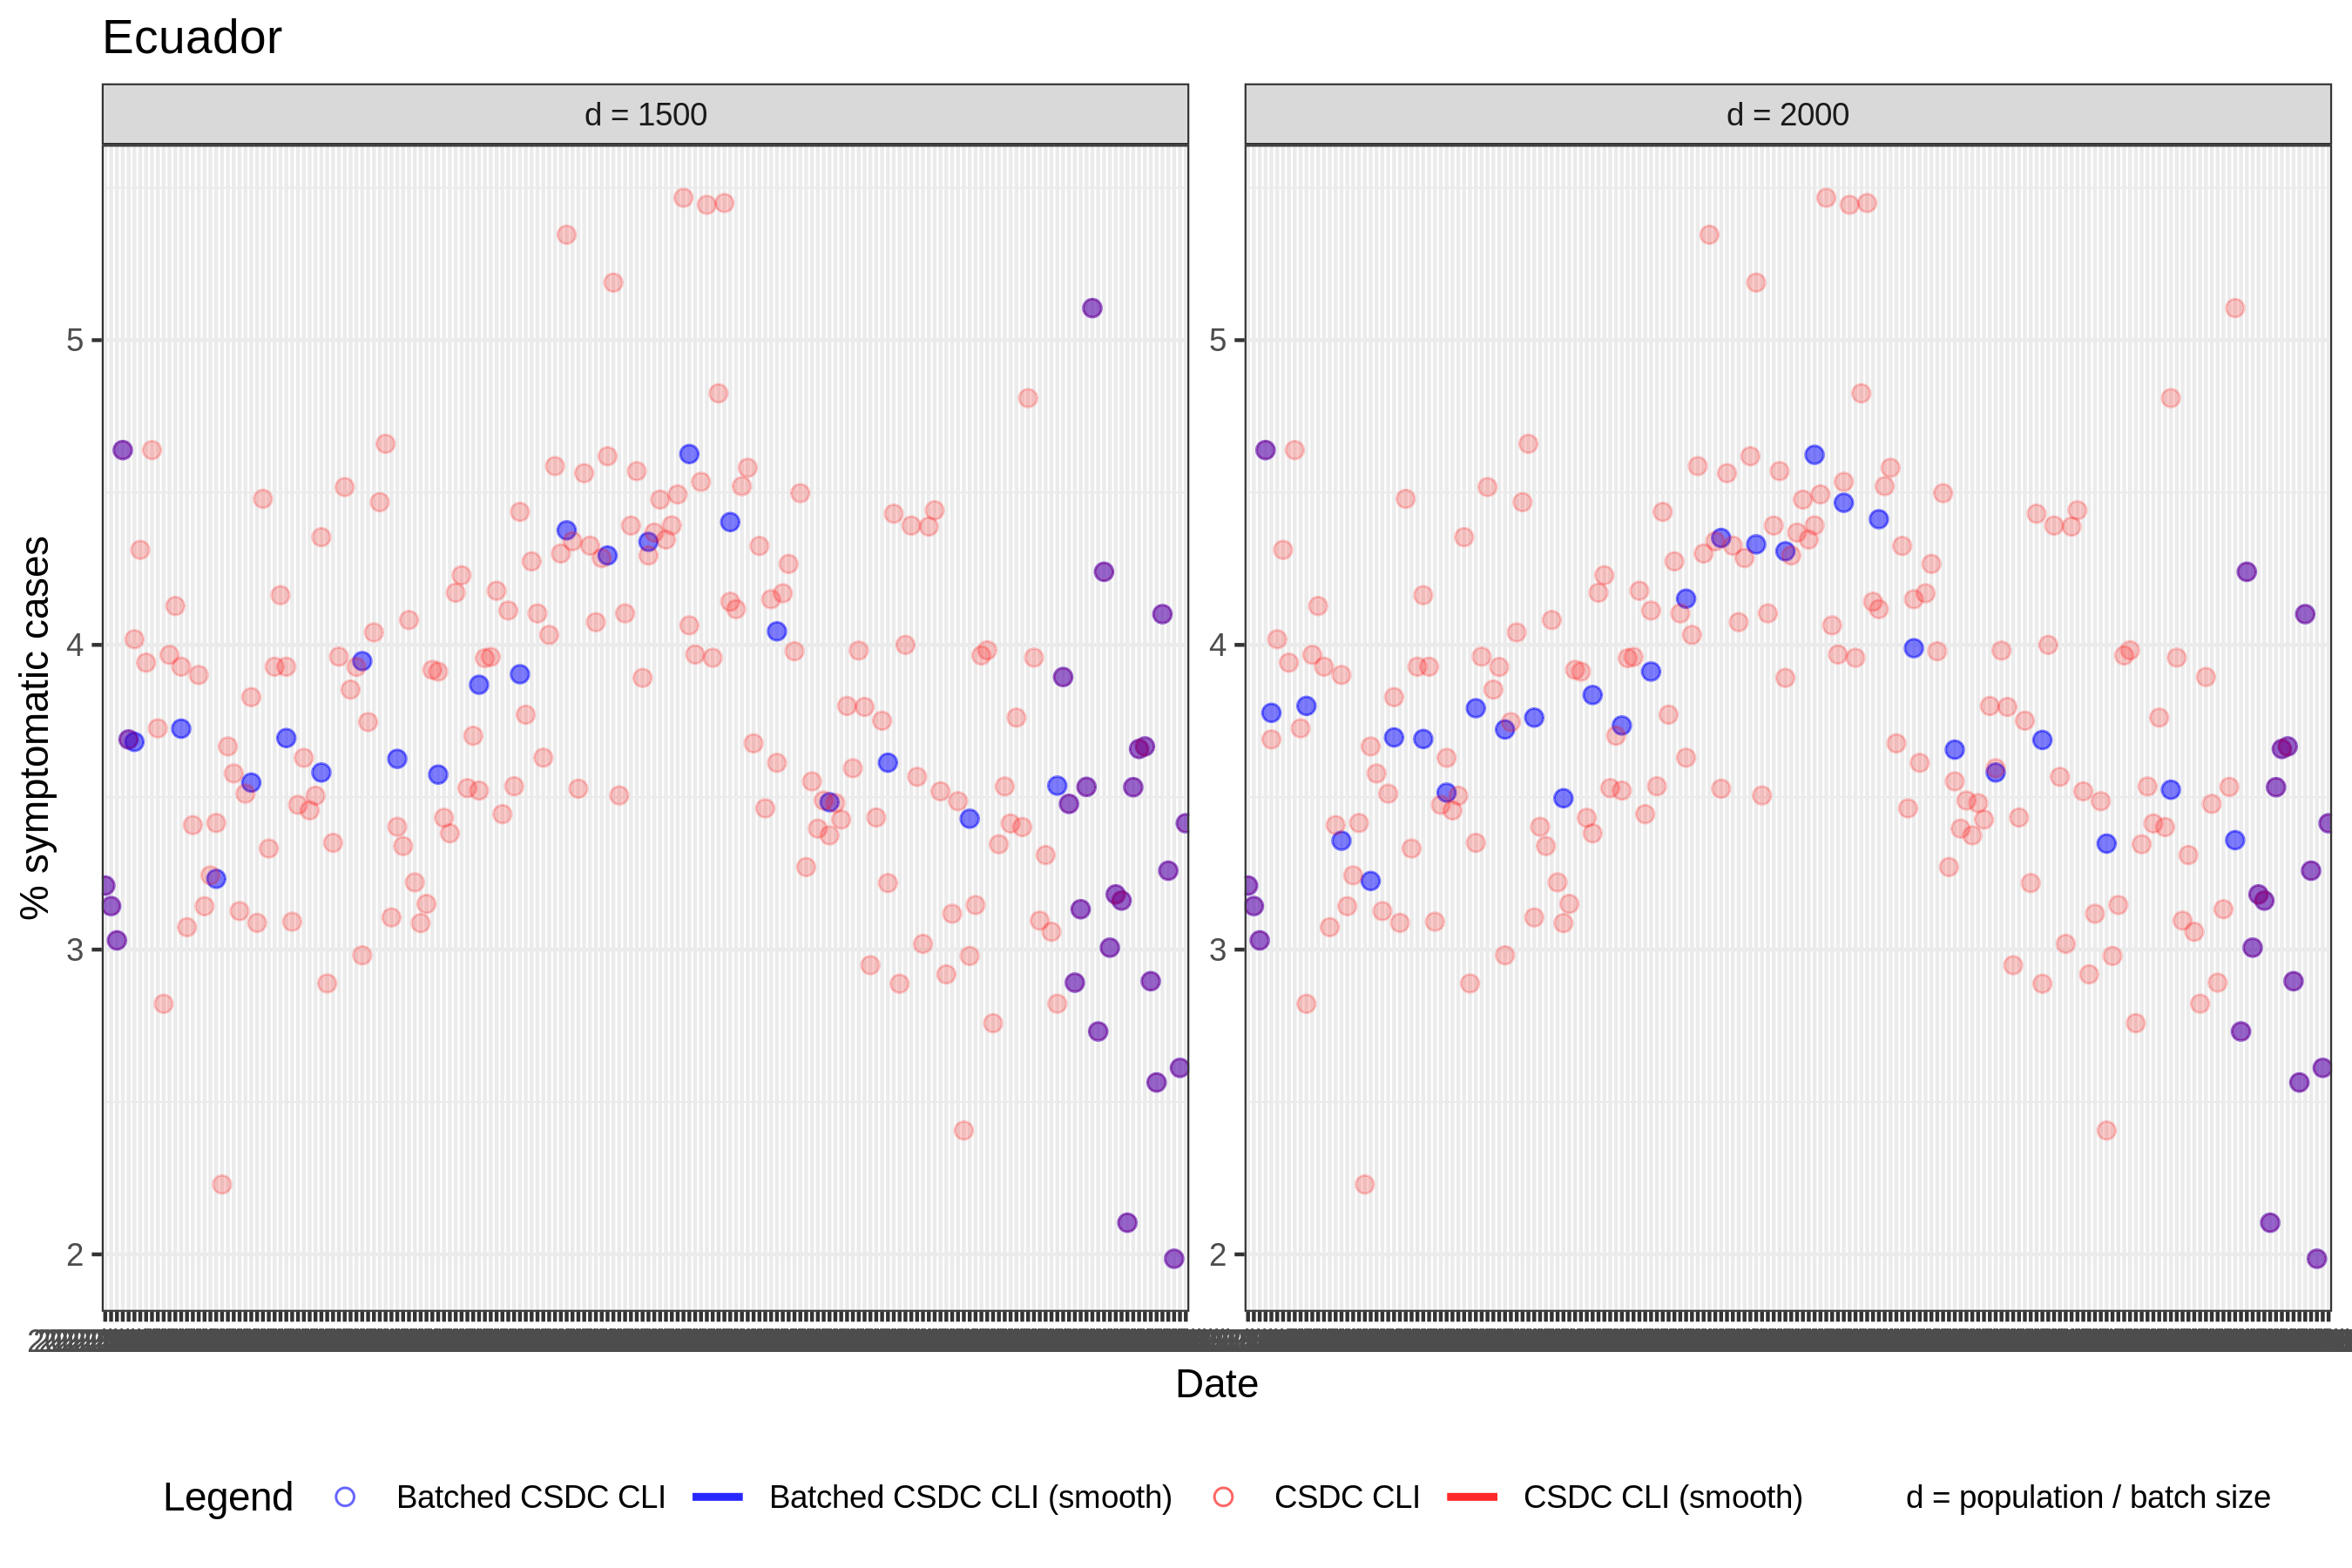 Ecuador
d = 1500
d = 2000
% symptomatic cases
5
4
3
2
5
4
3
2
Date
Legend
Batched CSDC CLI
Batched CSDC CLI (smooth)
CSDC CLI
CSDC CLI (smooth)
d = population / batch size